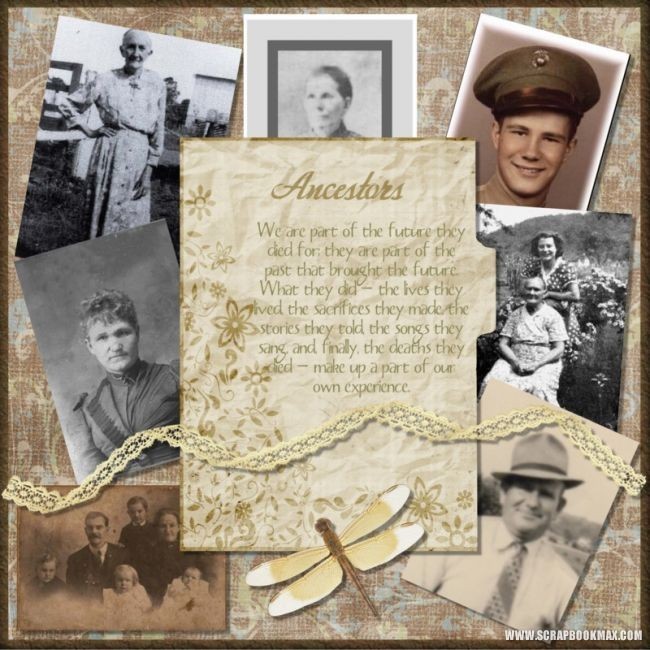 Ancestors
We are part of the future they
died for; they are part of the
past that brought the future.
What they did — the lives they
lived, the sacrifices they made, the
stories they told, the songs they
sang, and, finally, the deaths they
died — make up a part of our
own experience.
WWW.SCRAPBOOKMAX.COM